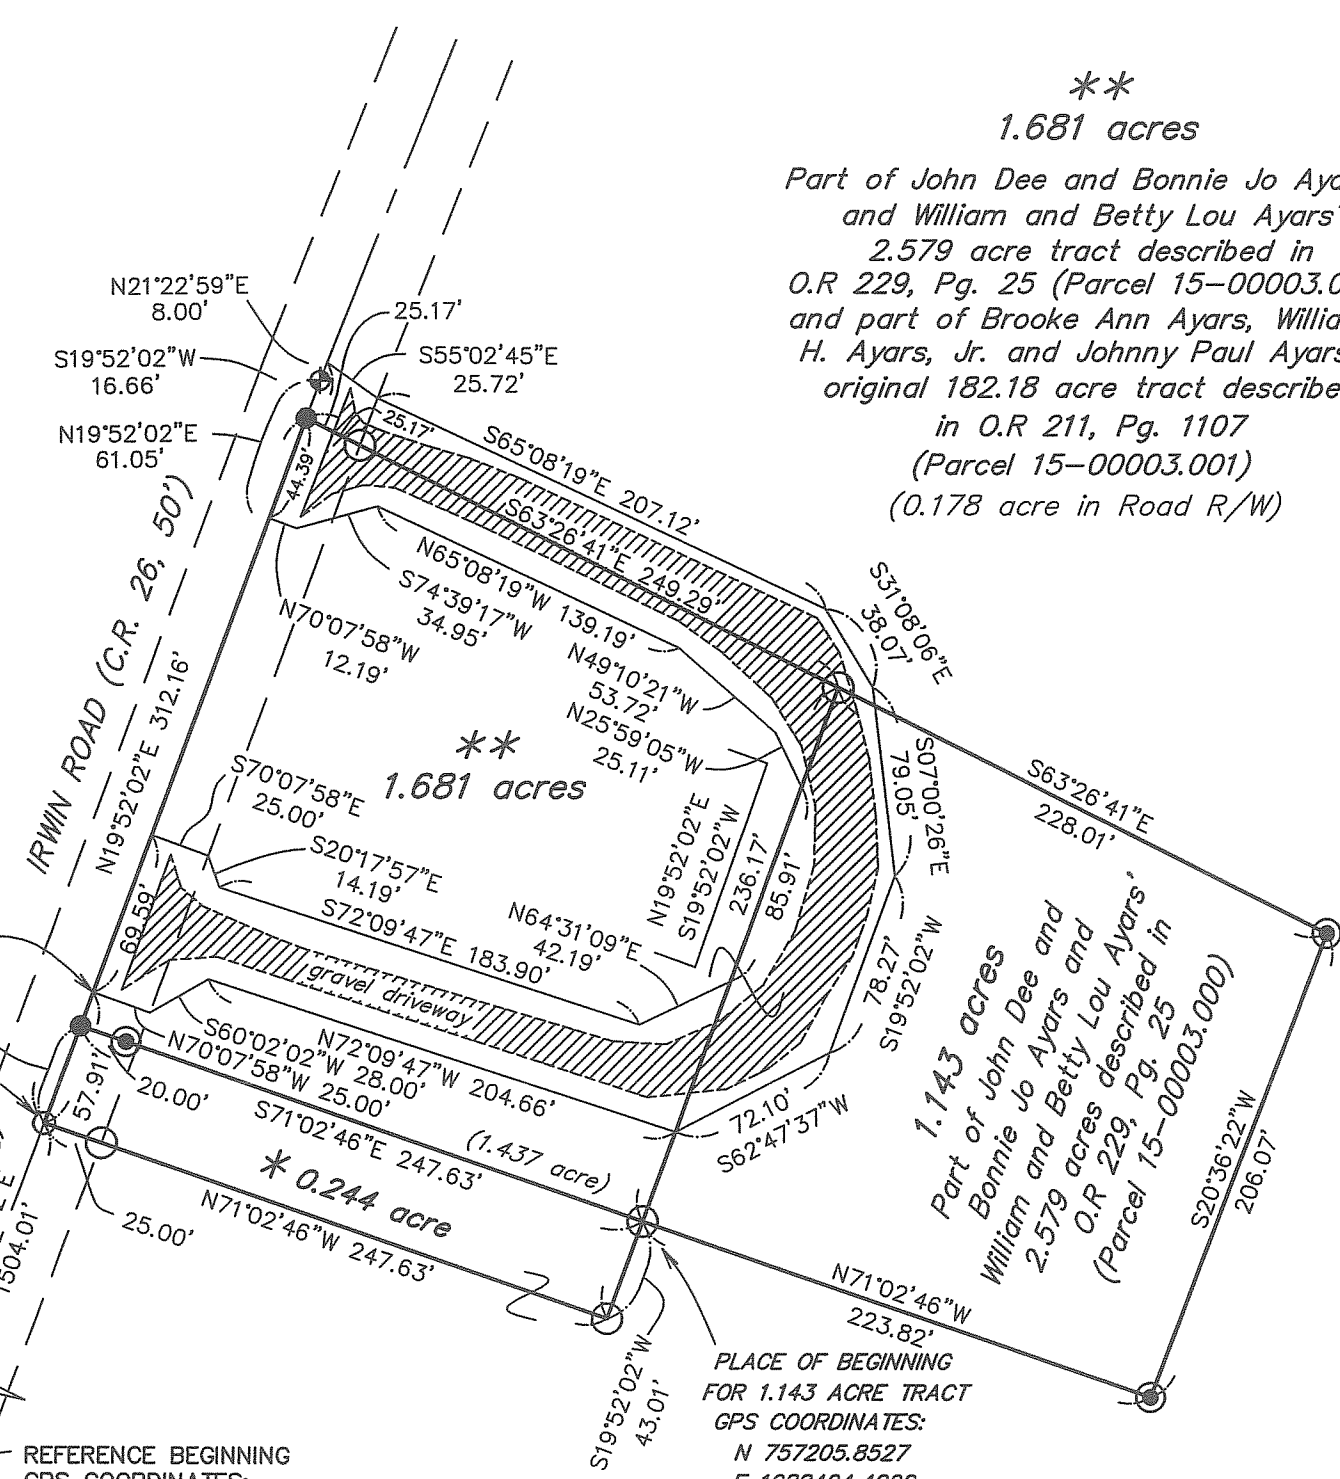 **
1.681 acres
Part of John Dee and Bonnie Jo
and William and Betty Lou Ayars'
2.579 acre tract described in
O.R 229, Pg. 25 (Parcel 15-00003.0
and part of Brooke Ann Ayars,
H. Ayars, Jr. and Johnny Paul Ayars
original 182.18 acre tract describe
in O.R 211, Pg. 1107
(Parcel 15-00003.001)
(0.178 acre in Road R/W)
N21°22'59"E
8.00'
25.17'
S19°52'02"W
16.66'
S55°02'45"E
25.72'
N19°52'02"E
61.05'
25.17'
44.39'
S65°08'19"E 207.12'
S63°26'41"E 249.29'
N65°08'19"W 139.19'
S74°39'17"W
34.95'
N70°07'58"W
12.19'
N49°10'21"W
53.72'
N25°59'05"W
25.11'
S31°08'06"E
38.07'
S07°00'26"E
79.05'
S63°26'41"E
228.01'
IRWIN ROAD (C.R. 26, 50')
N19°52'02"E 312.16'
**
1.681 acres
S70°07'58"E
25.00'
S20°17'57"E
14.19'
S72°09'47"E 183.90'
N64°31'09"E
42.19'
N19°52'02"E
S19°52'02"W
236.17'
85.91'
69.59'
gravel driveway
78.27'
S19°52'02"W
72.10'
S62°47'37"W
N72°09'47"W 204.66'
S60°02'02"W 28.00'
N70°07'58"W 25.00'
20.00'
57.91'
S71°02'46"E 247.63'
(1.437 acre)
* 0.244 acre
N71°02'46"W 247.63'
25.00'
1504.01'
1.143 acres
Part of John Dee and
Bonnie Jo Ayars and
William and Betty Lou Ayars'
2.579 acres described in
O.R 229, Pg. 25
(Parcel 15-00003.000)
S20°36'22"W
206.07'
N71°02'46"W
223.82'
S19°52'02"W
43.01'
PLACE OF BEGINNING
FOR 1.143 ACRE TRACT
GPS COORDINATES:
N 757205.8527
REFERENCE BEGINNING
GPS COORDINATES: